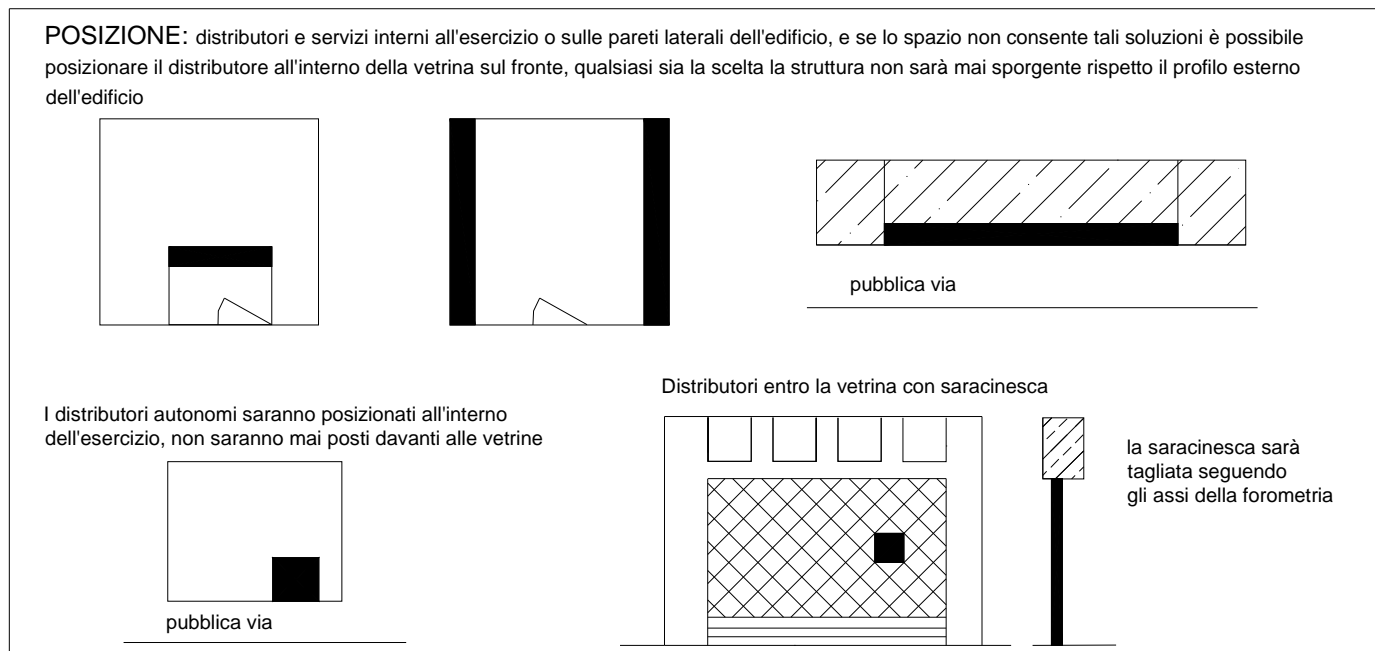 POSIZIONE: distributori e servizi interni all'esercizio o sulle pareti laterali dell'edificio, e se lo spazio non consente tali soluzioni è possibile
posizionare il distributore all'interno della vetrina sul fronte, qualsiasi sia la scelta la struttura non sarà mai sporgente rispetto il profilo esterno
dell'edificio
pubblica via
Distributori entro la vetrina con saracinesca
I distributori autonomi saranno posizionati all'interno
dell'esercizio, non saranno mai posti davanti alle vetrine
la saracinesca sarà
tagliata seguendo
gli assi della forometria
pubblica via